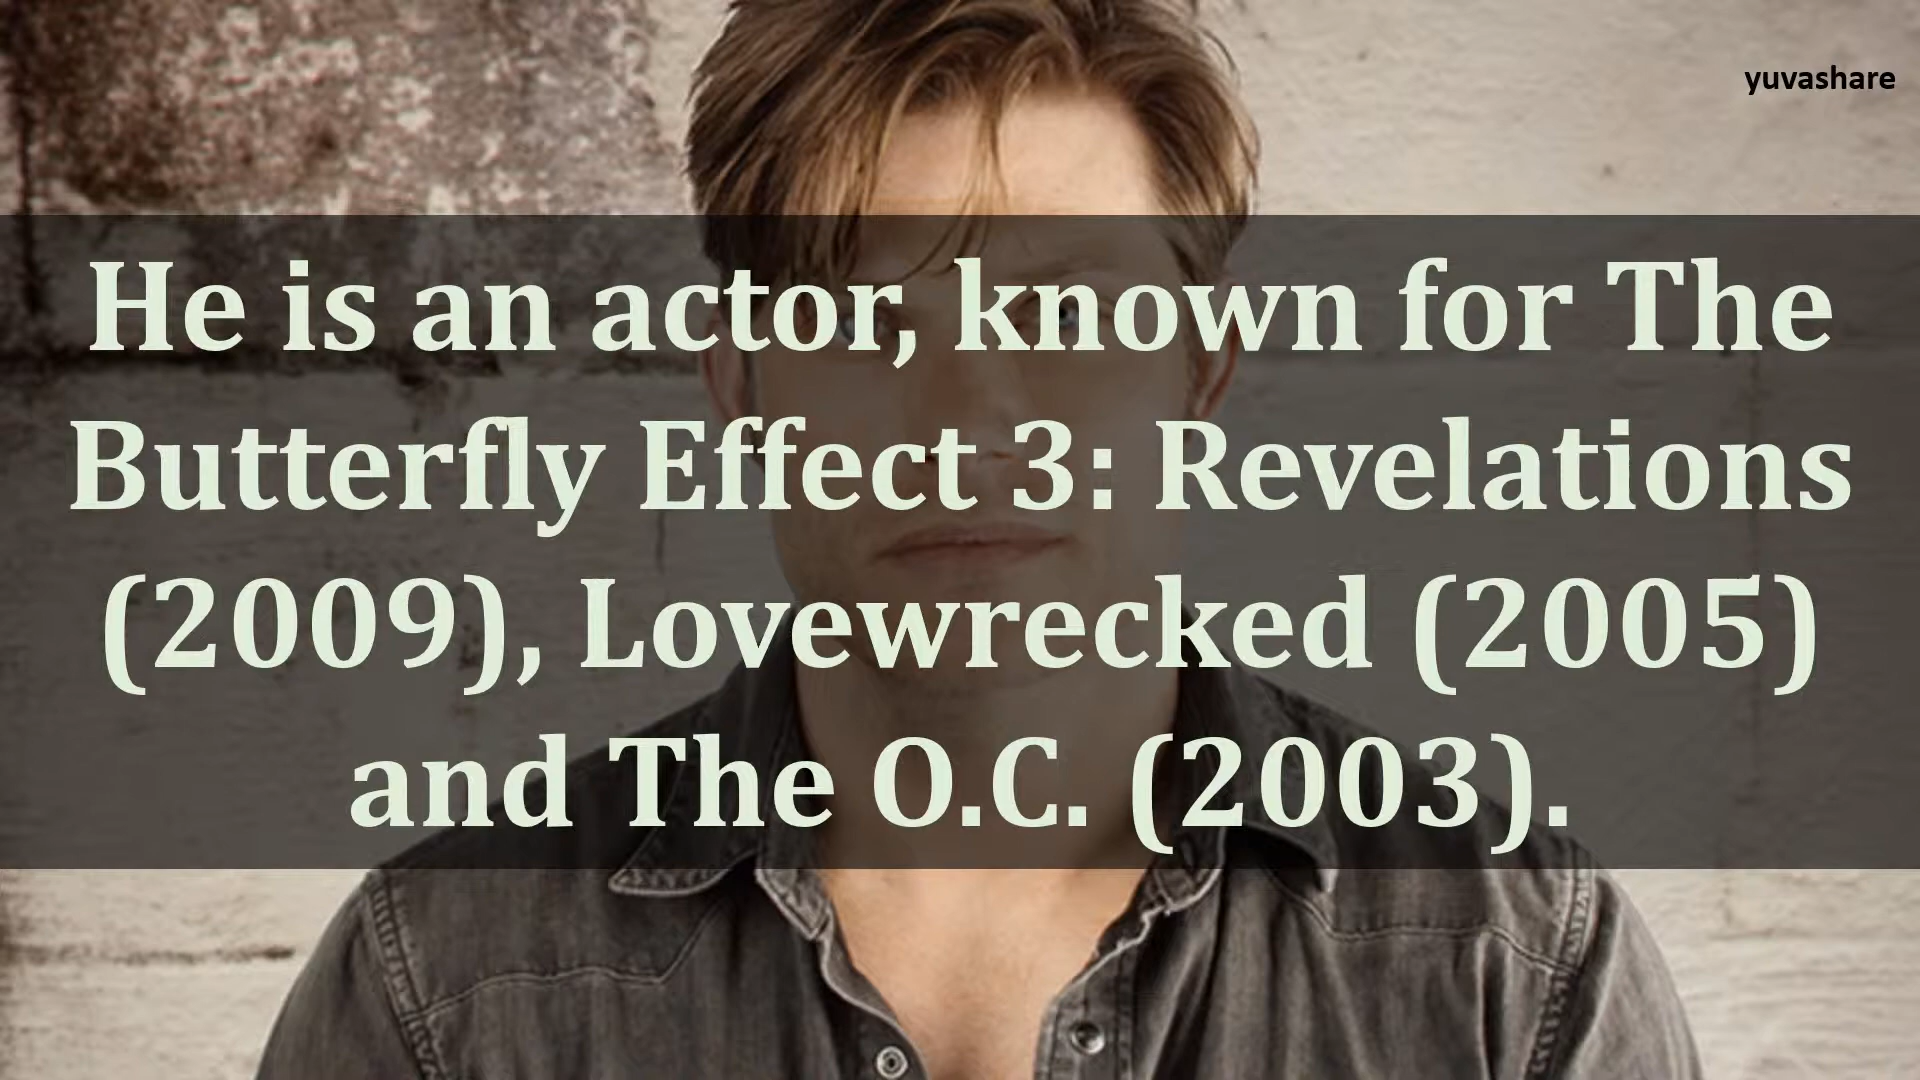 yuvashare
He is an actor, known for The
Butterfly Effect 3: Revelations
(2009), Lovewrecked (2005)
and The O.C. (2003).